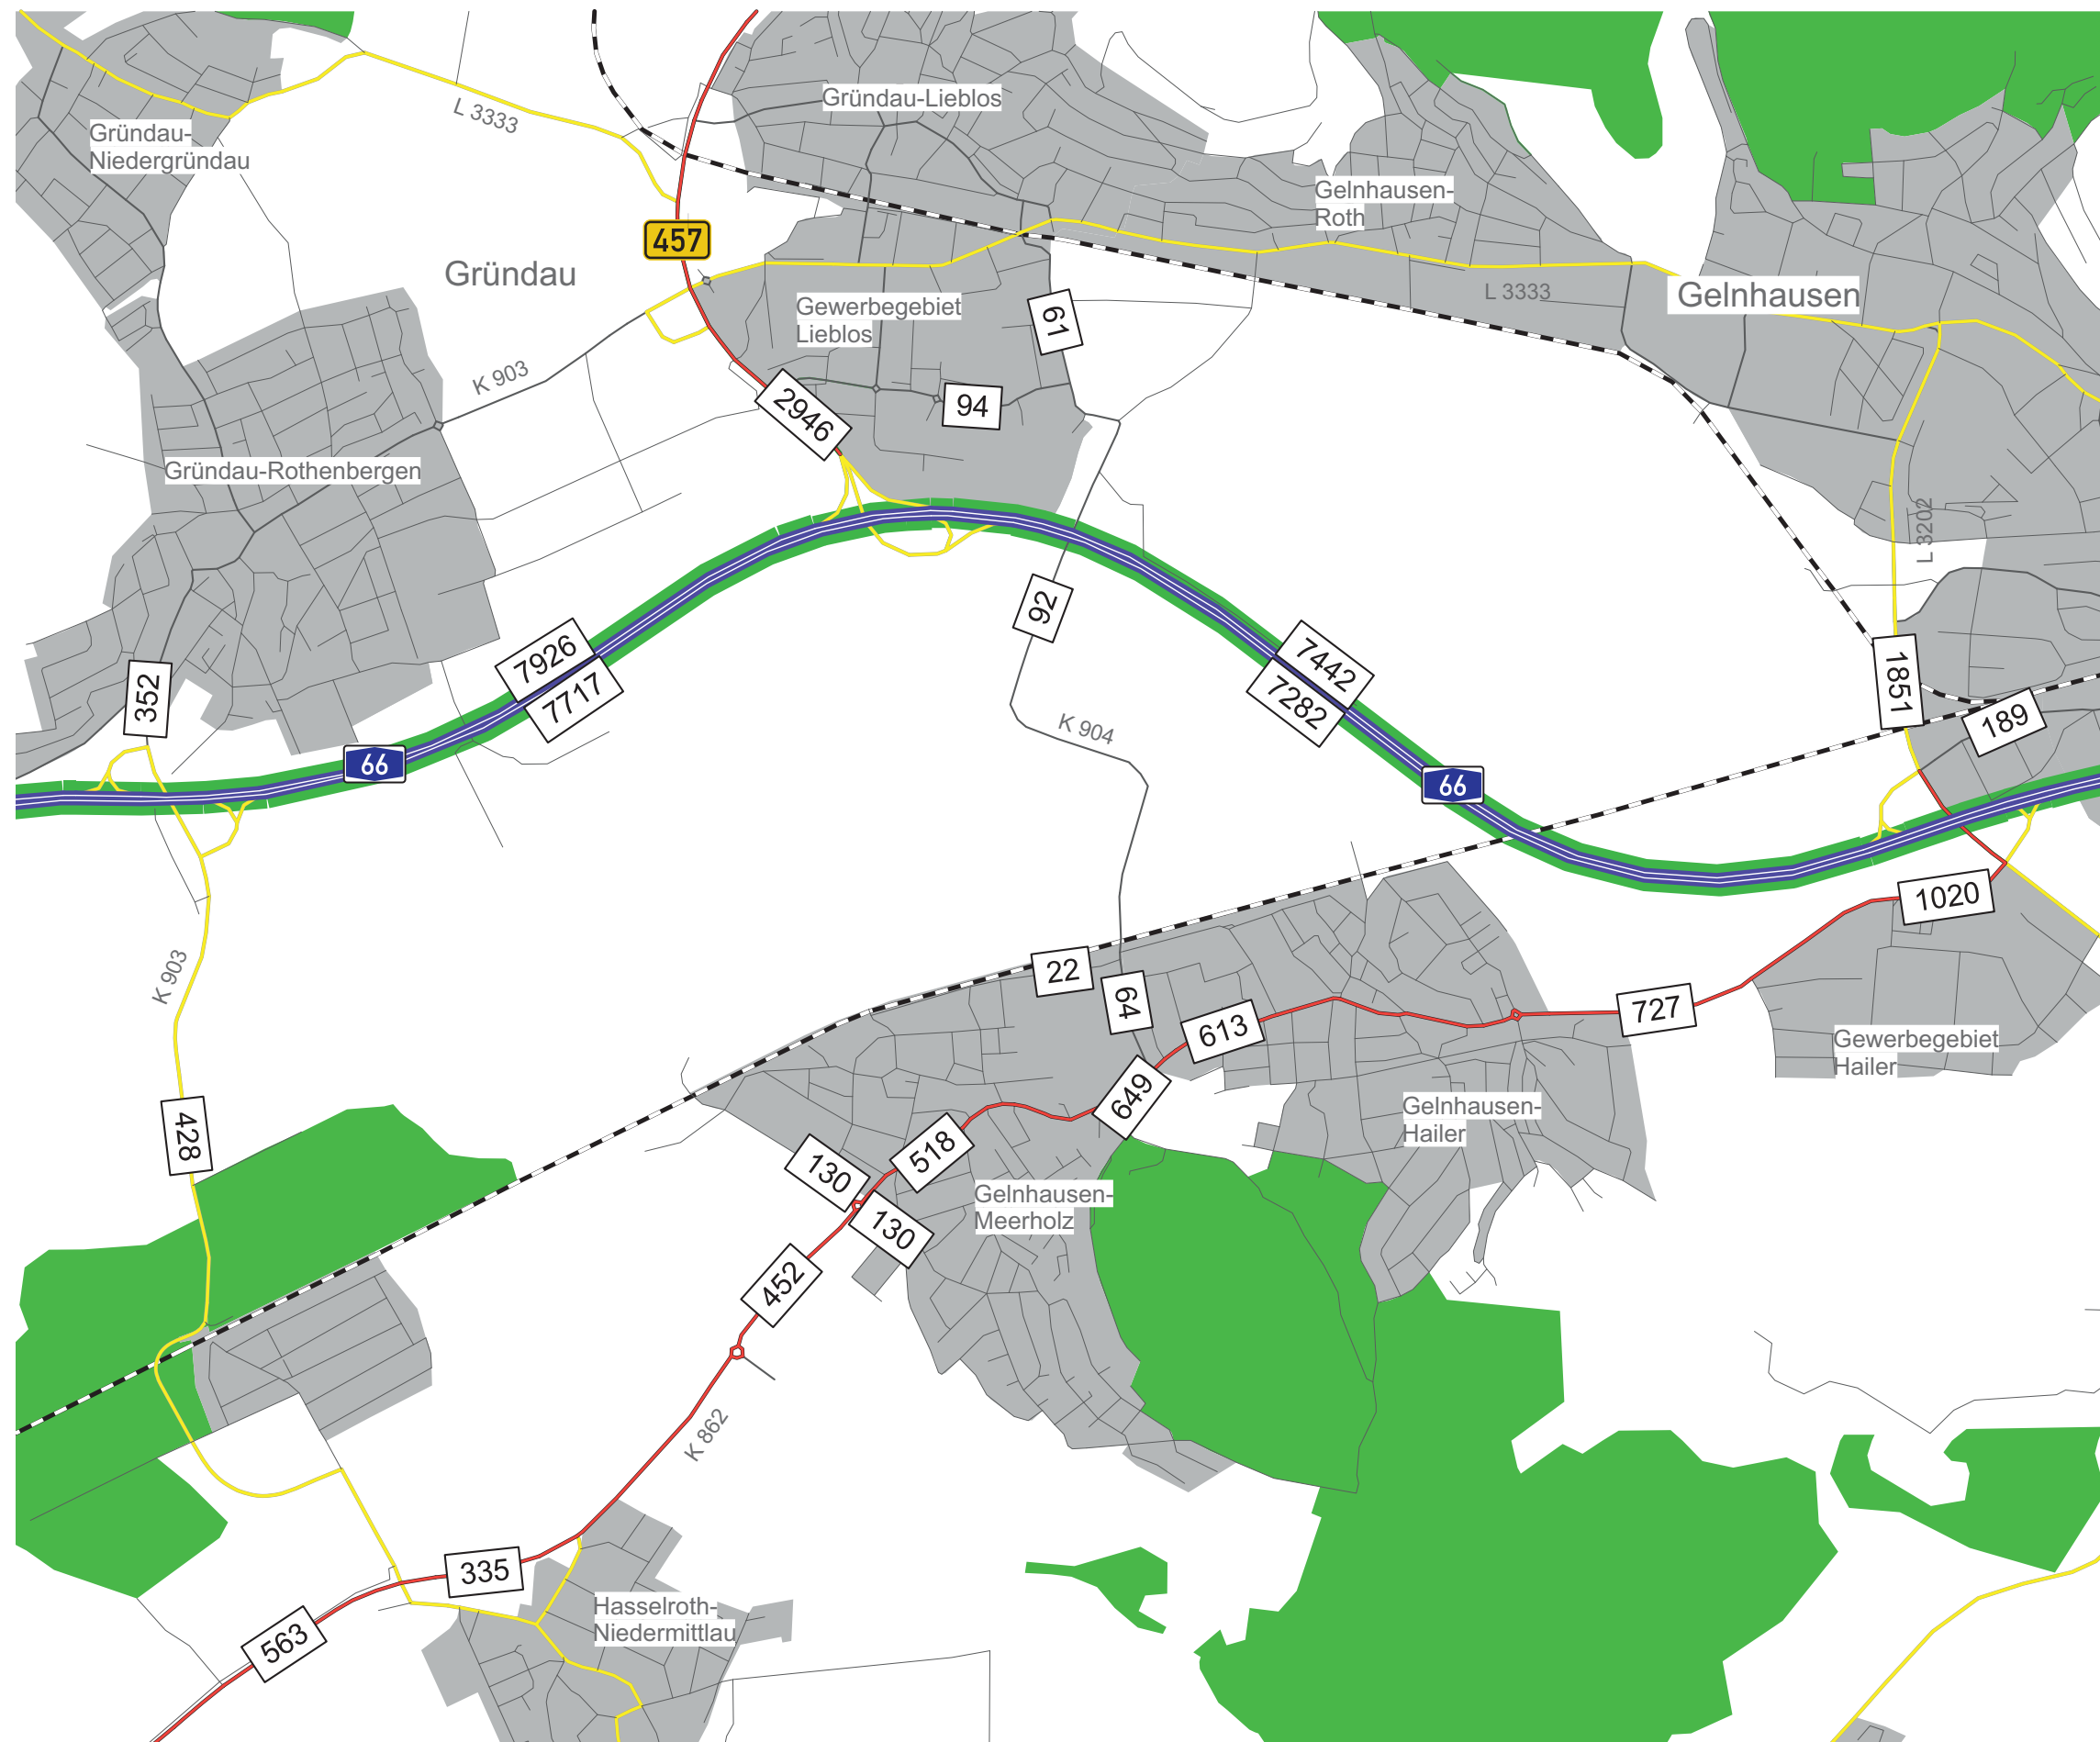 Gründau-Lieblos
L 3333
Gründau-
Niedergründau
Gelnhausen-
Roth
457
Gründau
L 3333
Gelnhausen
Gewerbegebiet
Lieblos
61
K 903
2946
94
Gründau-Rothenbergen
L 3202
92
7926
7717
7442
7282
352
1851
189
K 904
66
66
1020
K 903
22
64
613
727
Gewerbegebiet
Hailer
649
Gelnhausen-
Hailer
428
518
130
130
Gelnhausen-
Meerholz
452
K 862
335
Hasselroth-
Niedermittlau
563